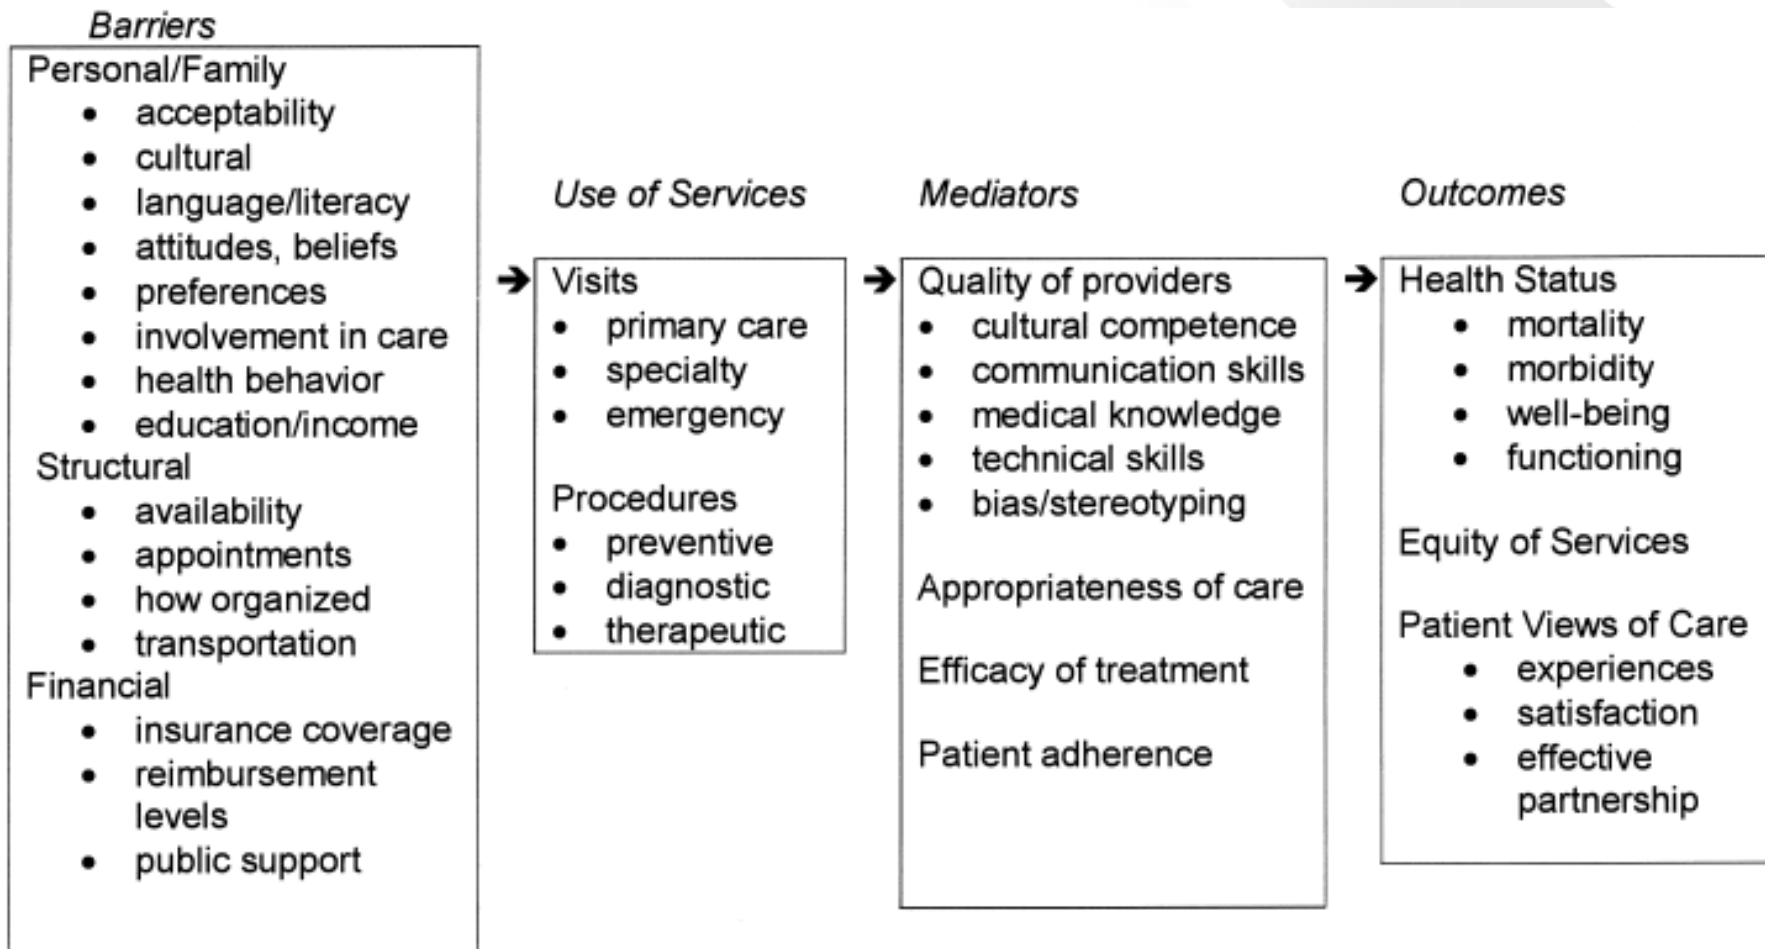 Barriers
Personal/Family
• acceptability
• cultural
• language/literacy
• attitudes, beliefs
• preferences
• involvement in care
• health behavior
• education/income
Structural
• availability
• appointments
• how organized
• transportation
Financial
• insurance coverage
• reimbursement
levels
• public support
Use of Services
➔ Visits
• primary care
• specialty
• emergency
Procedures
• preventive
• diagnostic
• therapeutic
Mediators
➔ Quality of providers
• cultural competence
• communication skills
• medical knowledge
• technical skills
• bias/stereotyping
Appropriateness of care
Efficacy of treatment
Patient adherence
Outcomes
➔ Health Status
• mortality
• morbidity
• well-being
• functioning
Equity of Services
Patient Views of Care
• experiences
• satisfaction
• effective
partnership